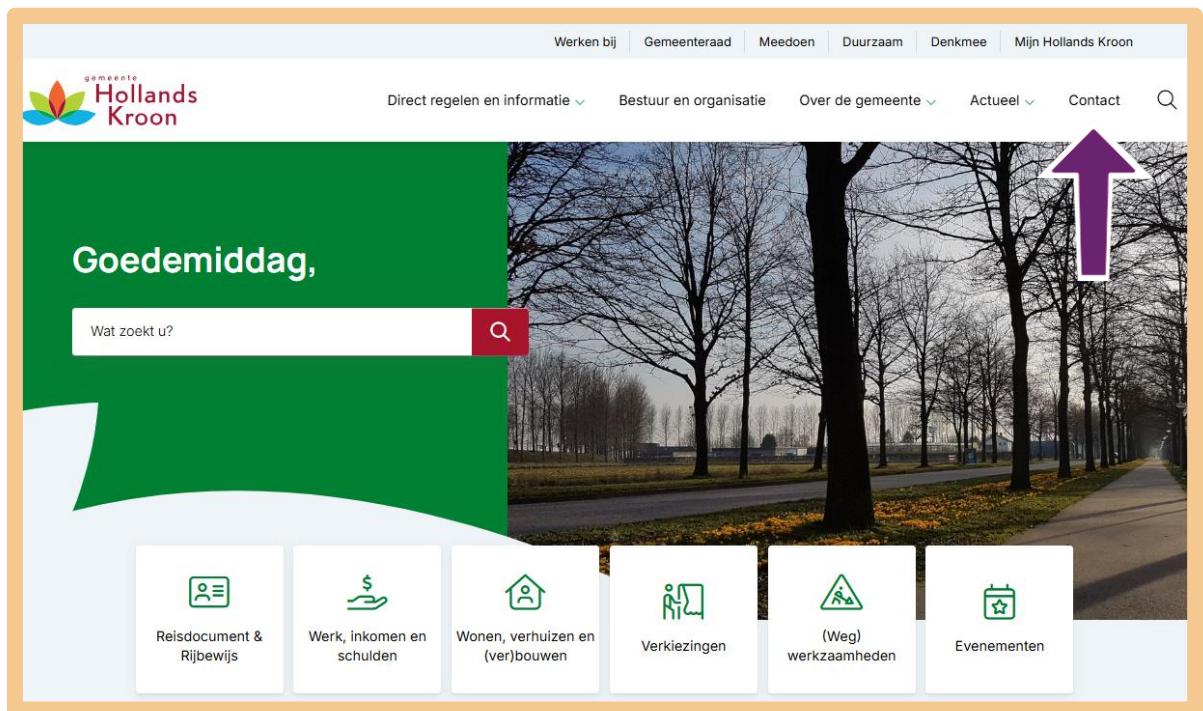 Werken bij Gemeenteraad Meedoen Duurzaam Denkmee Mijn Hollands Kroon
gemeente
Hollands
Kroon
Direct regelen en informatie Bestuur en organisatie Over de gemeente Actueel Contact
Goedemiddag,
Wat zoekt u?
Reisdocument &
Rijbewijs
Werk, inkomen en
schulden
Wonen, verhuizen en
(ver)bouwen
Verkiezingen
(Weg)
werkzaamheden
Evenementen